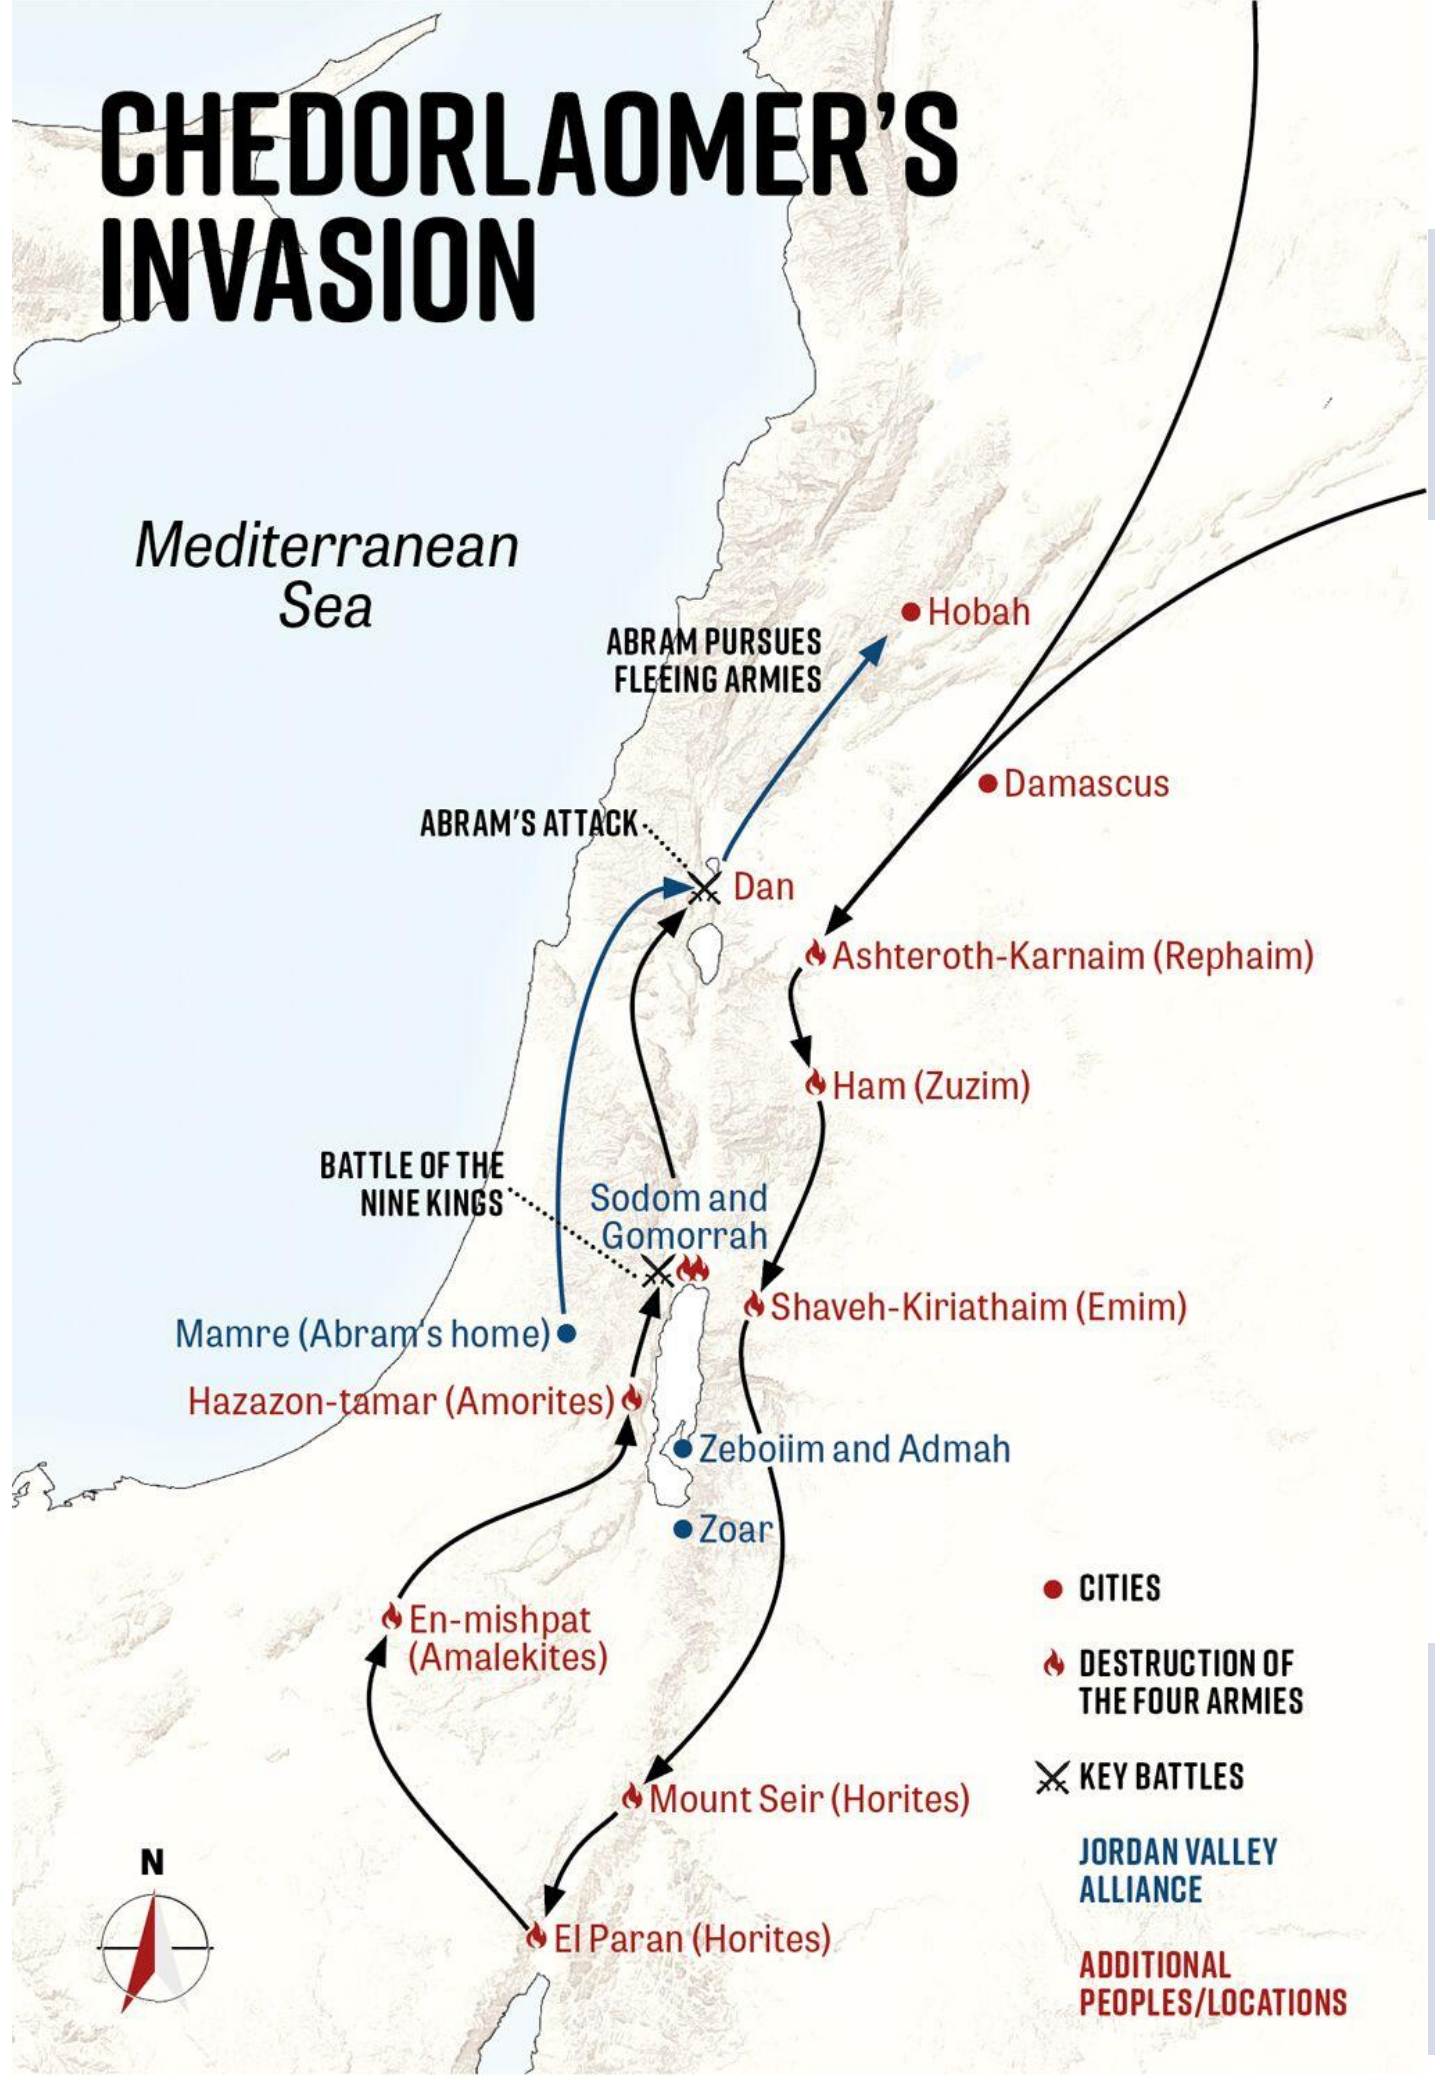 CHEDORLAOMER'S
INVASION
Mediterranean
Sea
Hobah
ABRAM PURSUES
FLEEING ARMIES
Damascus
ABRAM'S ATTACK
Dan
Ashteroth-Karnaim (Rephaim)
Ham (Zuzim)
BATTLE OF THE
NINE KINGS
Sodom and
Gomorrah
Shaveh-Kiriathaim (Emim)
Mamre (Abram's home)
Hazazon-tamar (Amorites)
Zeboiim and Admah
Zoar
En-mishpat
(Amalekites)
Mount Seir (Horites)
El Paran (Horites)
N
CITIES
DESTRUCTION OF
THE FOUR ARMIES
KEY BATTLES
JORDAN VALLEY
ALLIANCE
ADDITIONAL
PEOPLES/LOCATIONS